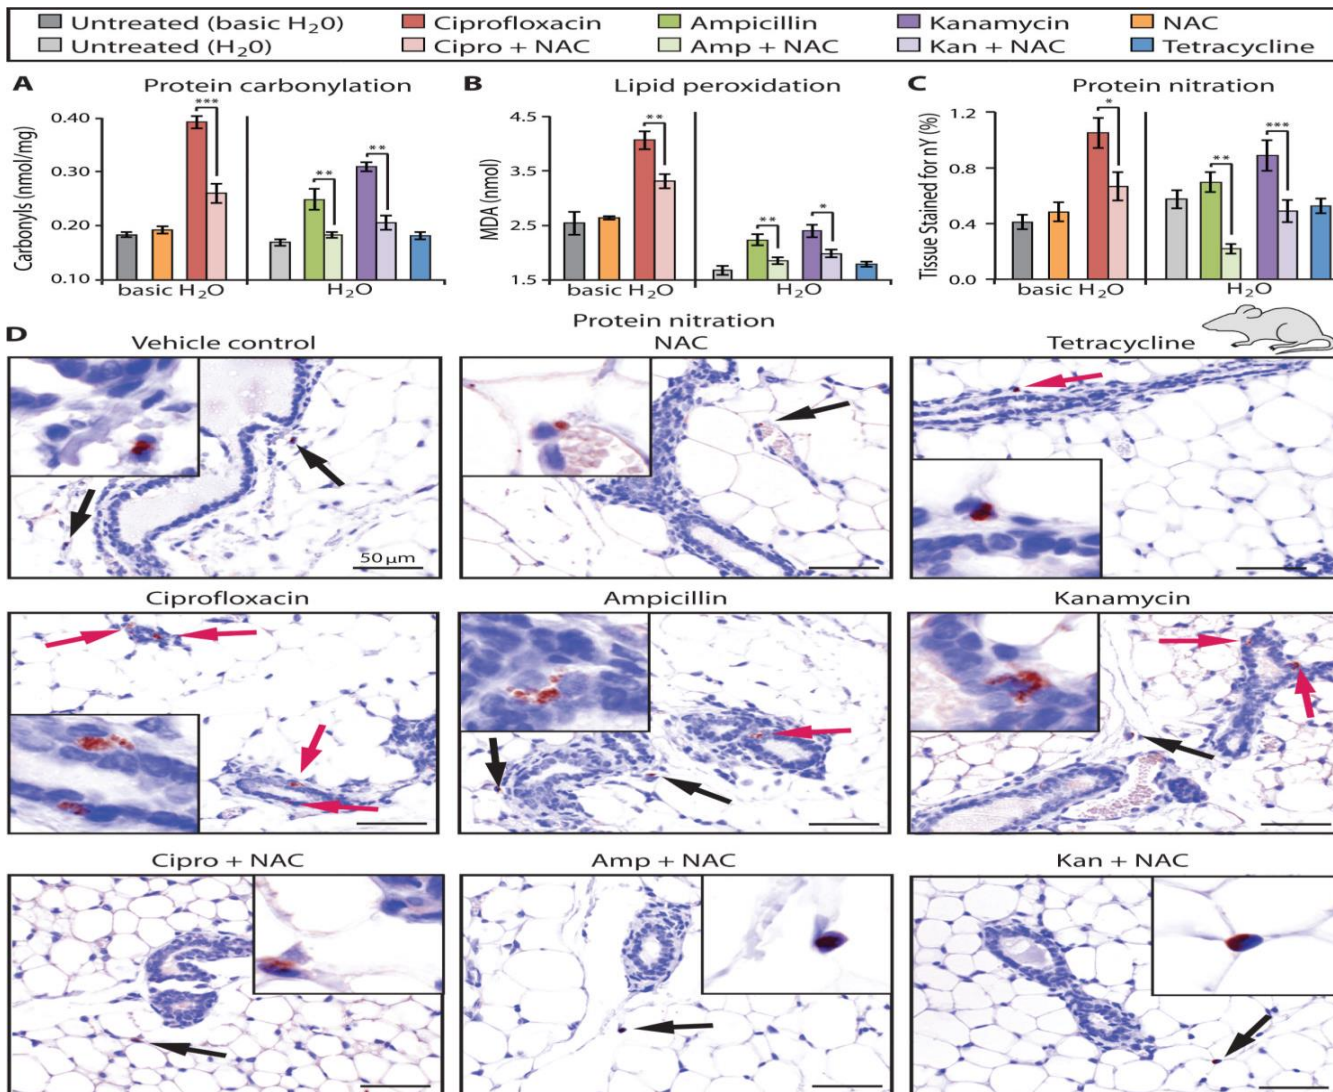 Untreated (basic H₂0) Ciprofloxacin Ampicillin Kanamycin NAC
Untreated (H₂0) Cipro + NAC Amp + NAC Kan + NAC Tetracycline
A Protein carbonylation
Carbonyls (nmol/mg)
0.40
0.30
0.20
0.10
***
**
**
basic H₂O H₂O
B Lipid peroxidation
MDA (nmol)
4.5
3.5
2.5
1.5
**
**
*
basic H₂O H₂O
C Protein nitration
Tissue Stained for nY (%)
1.2
0.8
0.4
0.0
*
**
***
basic H₂O H₂O
D Protein nitration
Vehicle control NAC Tetracycline
50 µm
Ciprofloxacin Ampicillin Kanamycin
Cipro + NAC Amp + NAC Kan + NAC